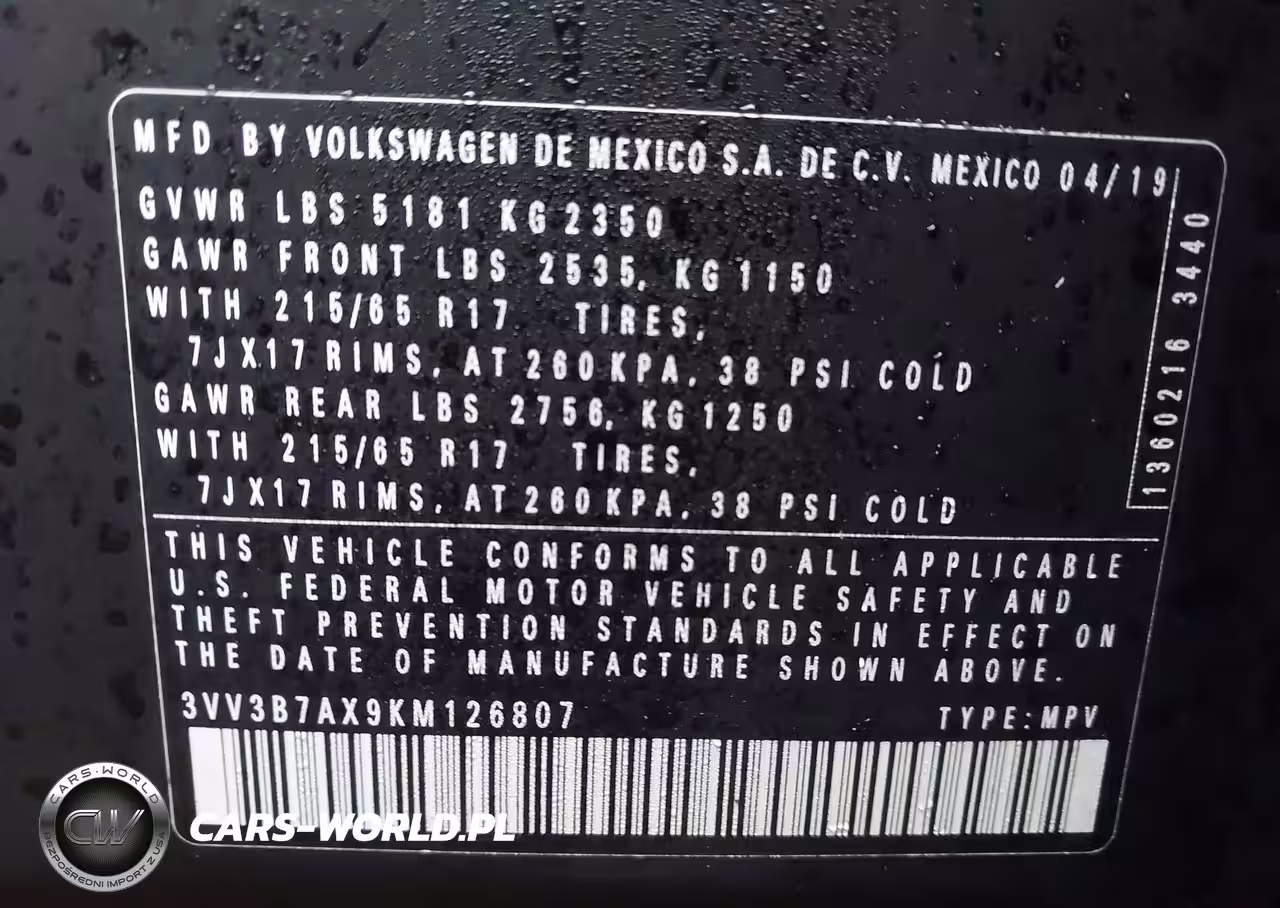 MFD BY VOLKSWAGEN DE MEXICO S.A. DE C.V. MEXICO 04/19
GVWR LBS 5181 KG 2350
GAWR FRONT LBS 2535, KG 1150
WITH 215/65 R17 TIRES,
7JX17 RIMS, AT 260 KPA, 38 PSI COLD
GAWR REAR LBS 2756, KG 1250
WITH 215/65 R17 TIRES,
7JX17 RIMS, AT 260 KPA, 38 PSI COLD
1360216 3440
THIS VEHICLE CONFORMS TO ALL APPLICABLE
U.S. FEDERAL MOTOR VEHICLE SAFETY AND
THEFT PREVENTION STANDARDS IN EFFECT ON
THE DATE OF MANUFACTURE SHOWN ABOVE.
3VV3B7AX9KM126807 TYPE: MPV
CARS-WORLD
CW
BEZPOŚREDNI IMPORT Z USA
CARS-WORLD.PL